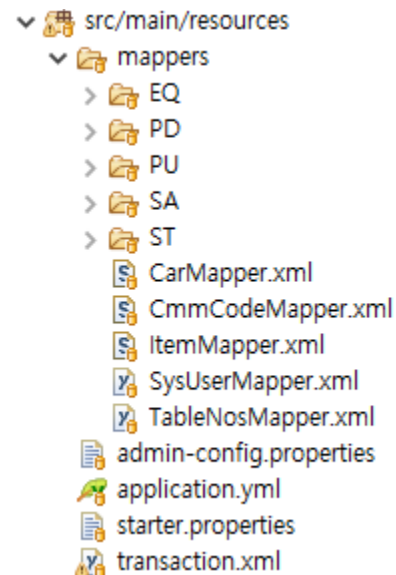 src/main/resources
mappers
EQ
PD
PU
SA
ST
CarMapper.xml
CmmCodeMapper.xml
ItemMapper.xml
SysUserMapper.xml
TableNosMapper.xml
admin-config.properties
application.yml
starter.properties
transaction.xml